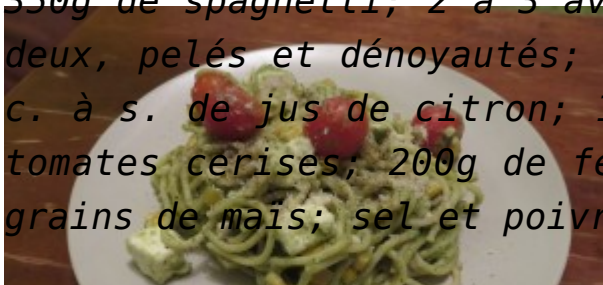 de spaghetti; 2 à 3
deux, pelés et dénoyautés;
c. à s. de jus de citron;
tomates cerises; 200g de
grains de maïs; sel et